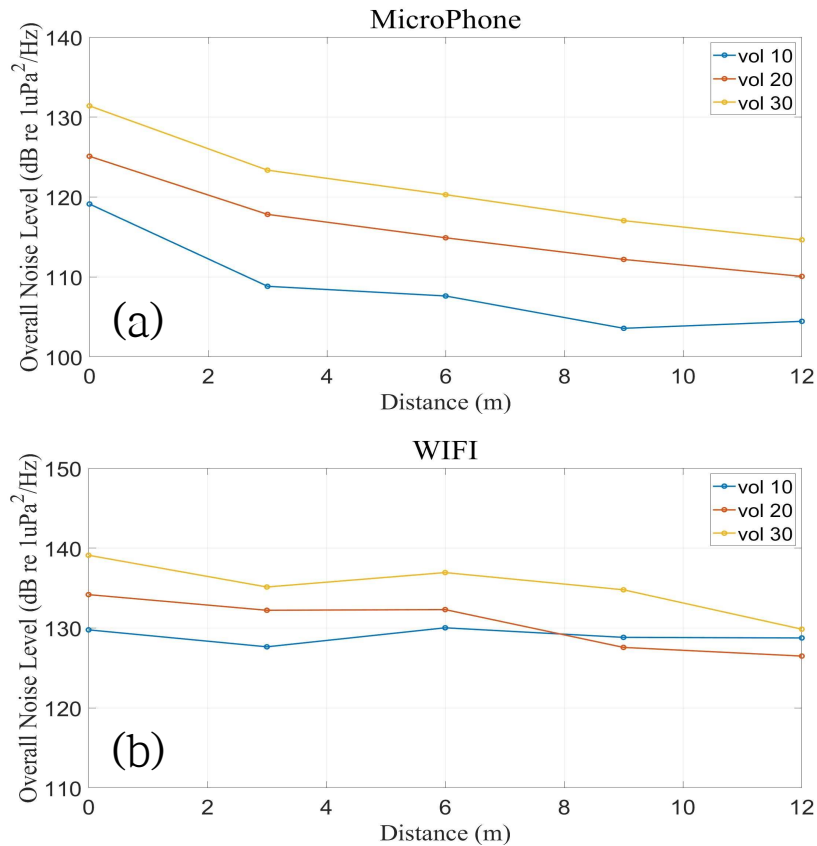 MicroPhone
140
130
120
110
100
Overall Noise Level (dB re 1uPa²/Hz)
vol 10
vol 20
vol 30
(a)
0 2 4 6 8 10 12
Distance (m)
WIFI
150
140
130
120
110
Overall Noise Level (dB re 1uPa²/Hz)
vol 10
vol 20
vol 30
(b)
0 2 4 6 8 10 12
Distance (m)